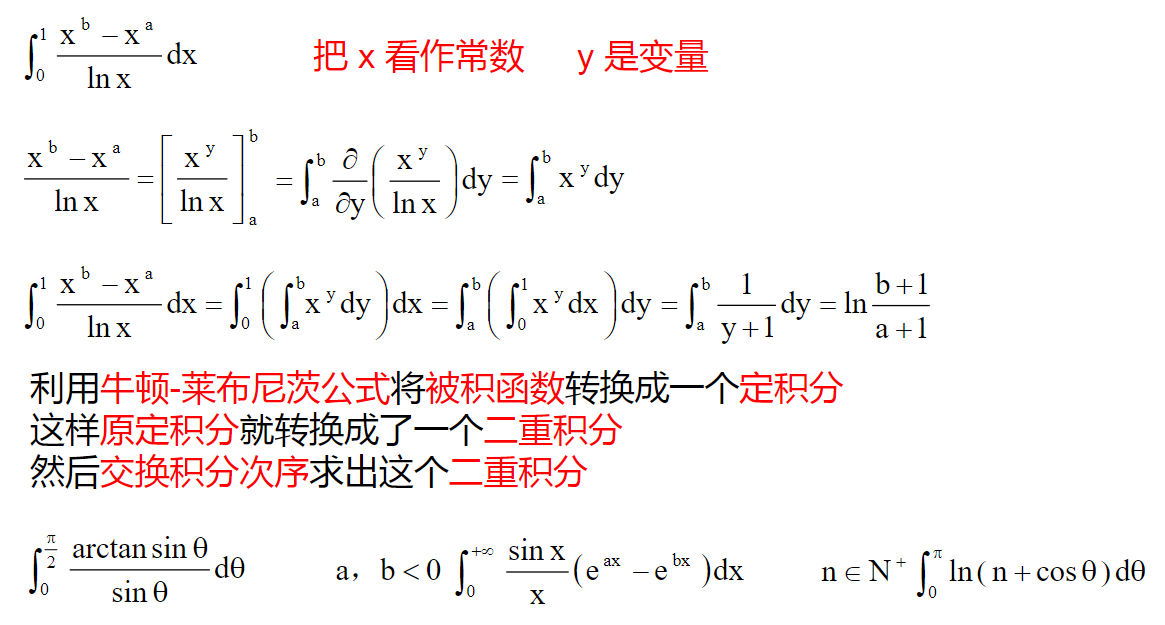 ∫₀¹ (x^b − x^a)/(ln x) dx 把 x 看作常数 y 是变量
(x^b − x^a)/(ln x) = [x^y/(ln x)]_a^b = ∫_a^b ∂/∂y (x^y/(ln x)) dy = ∫_a^b x^y dy
∫₀¹ (x^b − x^a)/(ln x) dx = ∫₀¹ (∫_a^b x^y dy) dx = ∫_a^b (∫₀¹ x^y dx) dy = ∫_a^b 1/(y+1) dy = ln (b+1)/(a+1)
利用牛顿-莱布尼茨公式将被积函数转换成一个定积分
这样原定积分就转换成了一个二重积分
然后交换积分次序求出这个二重积分
∫₀^(π/2) (arctan sin θ)/(sin θ) dθ a，b < 0 ∫₀^(+∞) (sin x)/x (e^(ax) − e^(bx)) dx n ∈ N⁺ ∫₀^π ln(n + cos θ) dθ